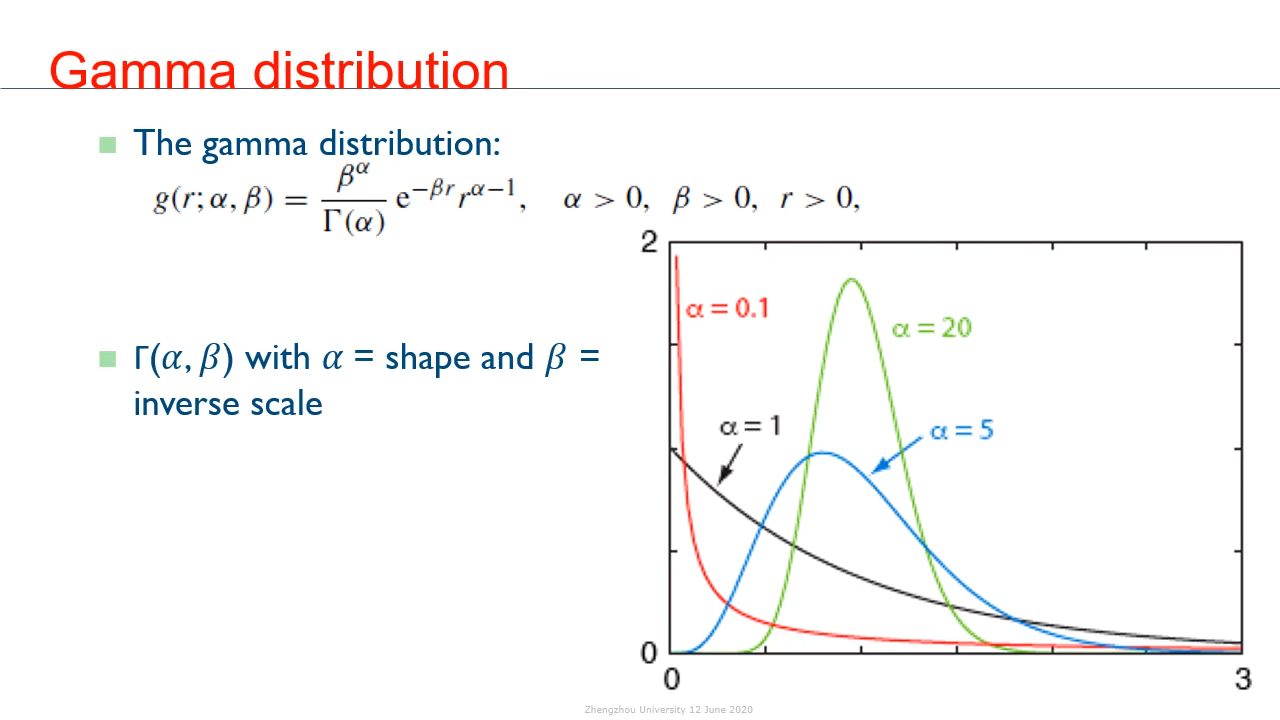 Gamma distribution
The gamma distribution:
g(r; α, β) = β^α / Γ(α) e^{−βr} r^{α−1},  α > 0,  β > 0,  r > 0,
Γ(α, β) with α = shape and β =
inverse scale
2
α = 0.1
α = 20
α = 1
α = 5
0
0
3
Zhengzhou University 12 June 2020